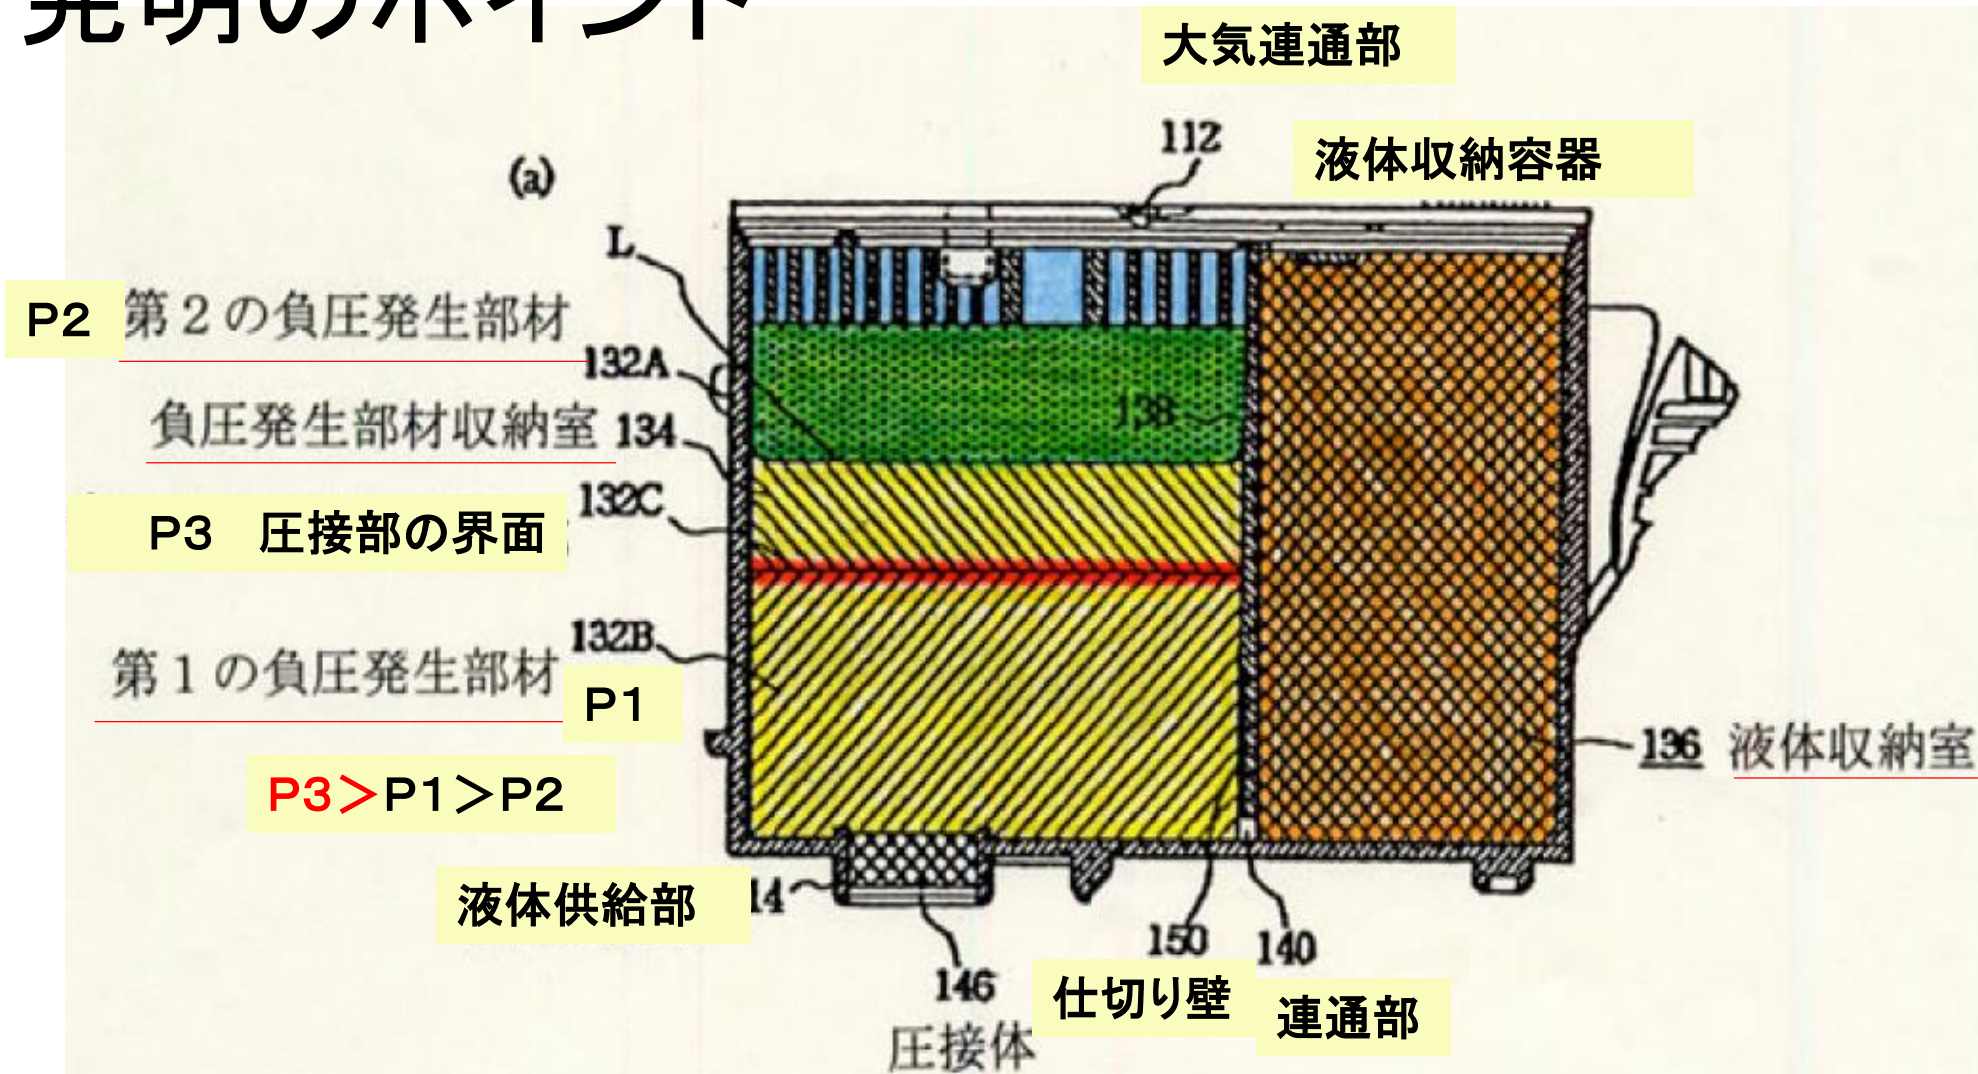 発明のポイント
大気連通部
112
液体収納容器
(a)
L
P2 第2の負圧発生部材
132A
138
負圧発生部材収納室 134
132C
P3 圧接部の界面
132B
第1の負圧発生部材
P1
136 液体収納室
P3＞P1＞P2
液体供給部
14
150
140
146
仕切り壁
連通部
圧接体